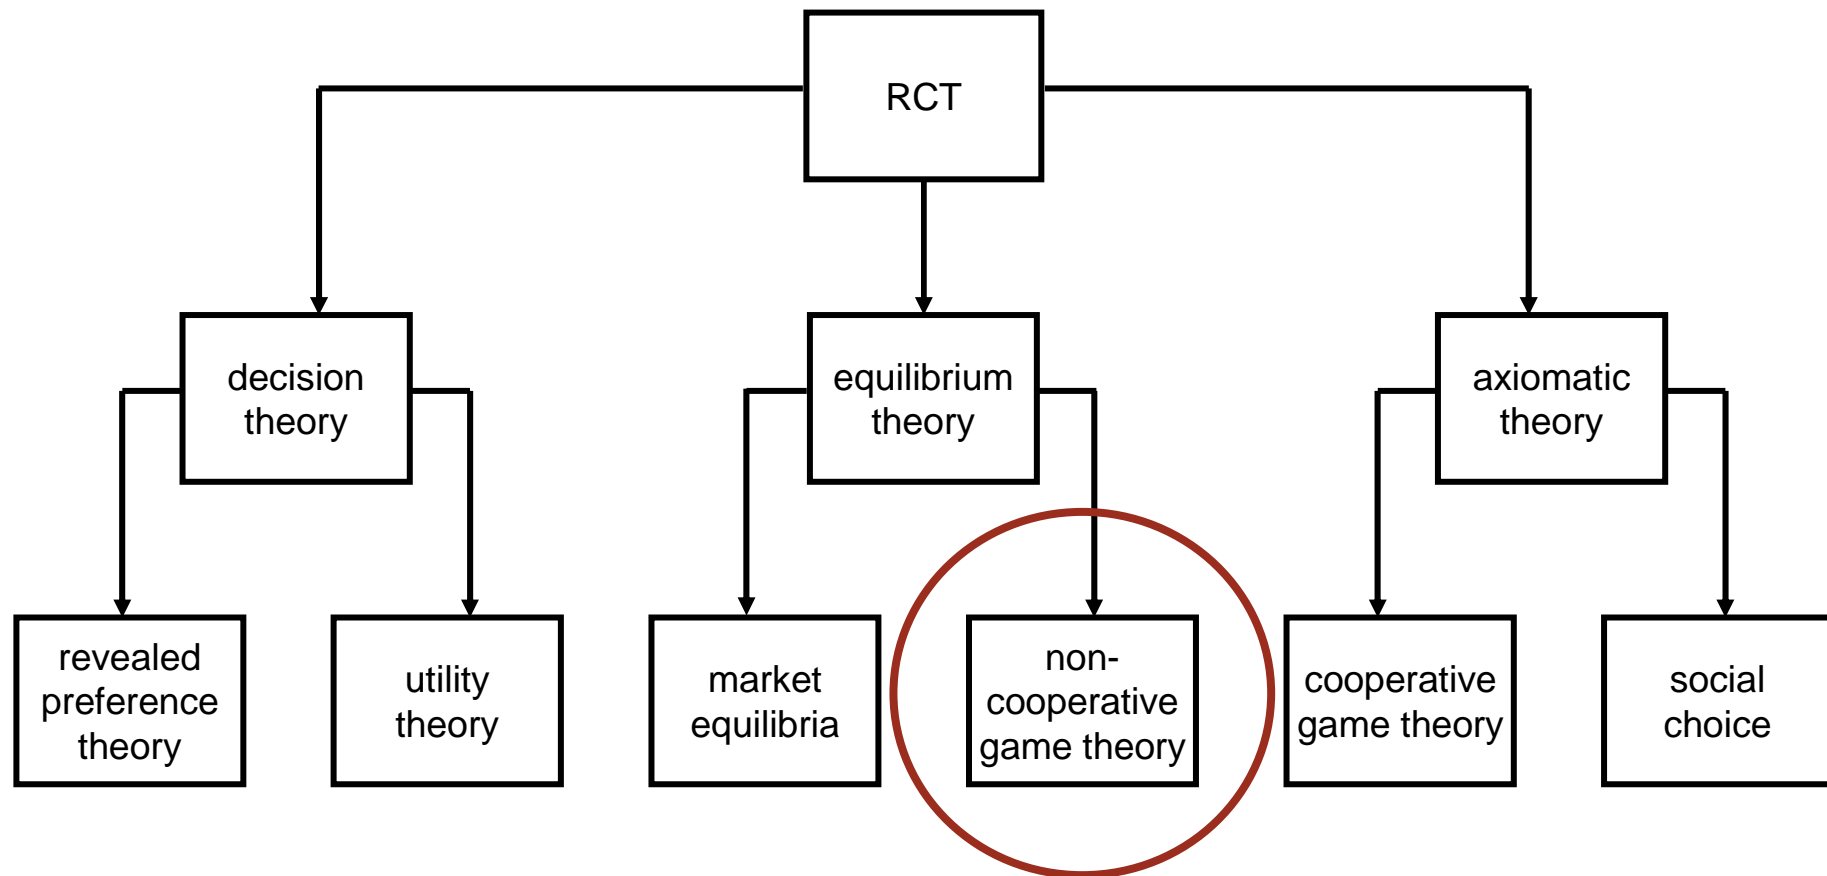 RCT
decision
theory
equilibrium
theory
axiomatic
theory
revealed
preference
theory
utility
theory
market
equilibria
non-
cooperative
game theory
cooperative
game theory
social
choice